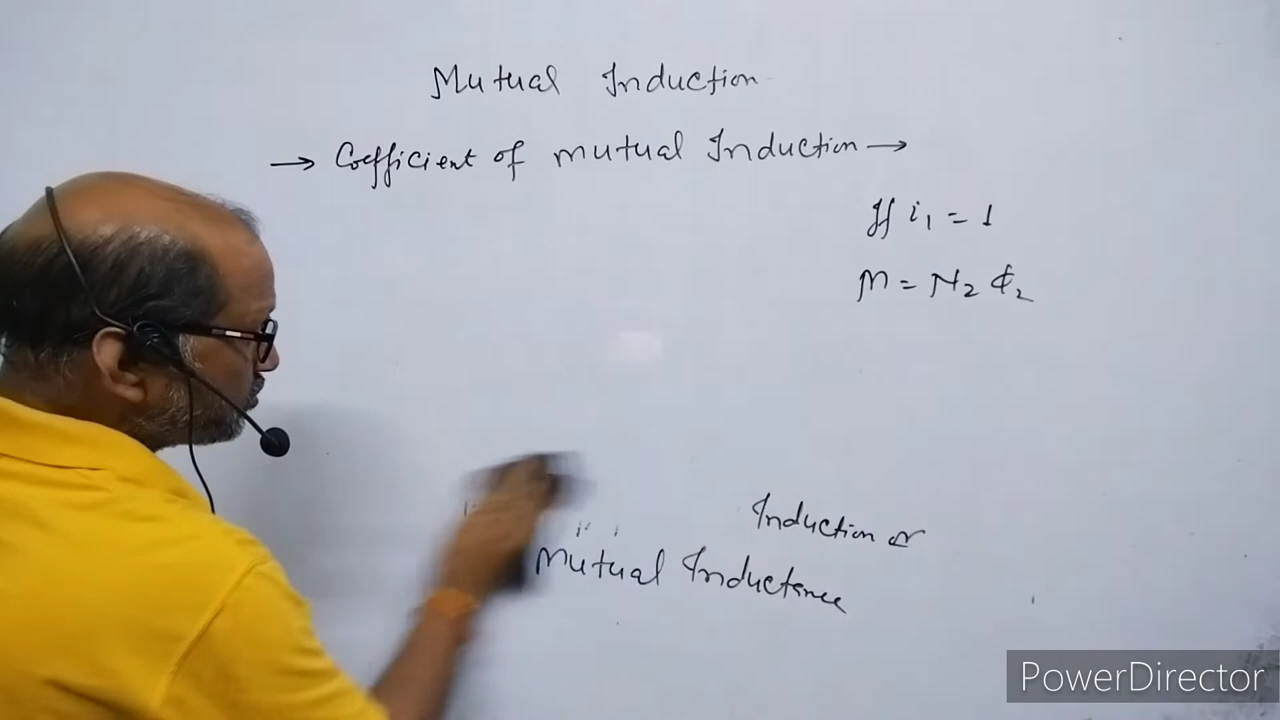 Mutual Induction
→ Coefficient of mutual Induction →
If i₁ = 1
M = N₂ ϕ₂
Induction or
Mutual Inductance
PowerDirector